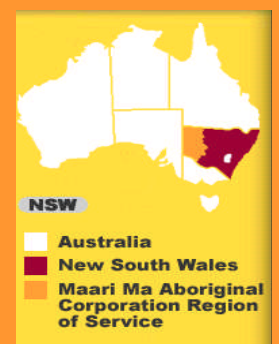 NSW
Australia
New South Wales
Maari Ma Aboriginal
Corporation Region
of Service